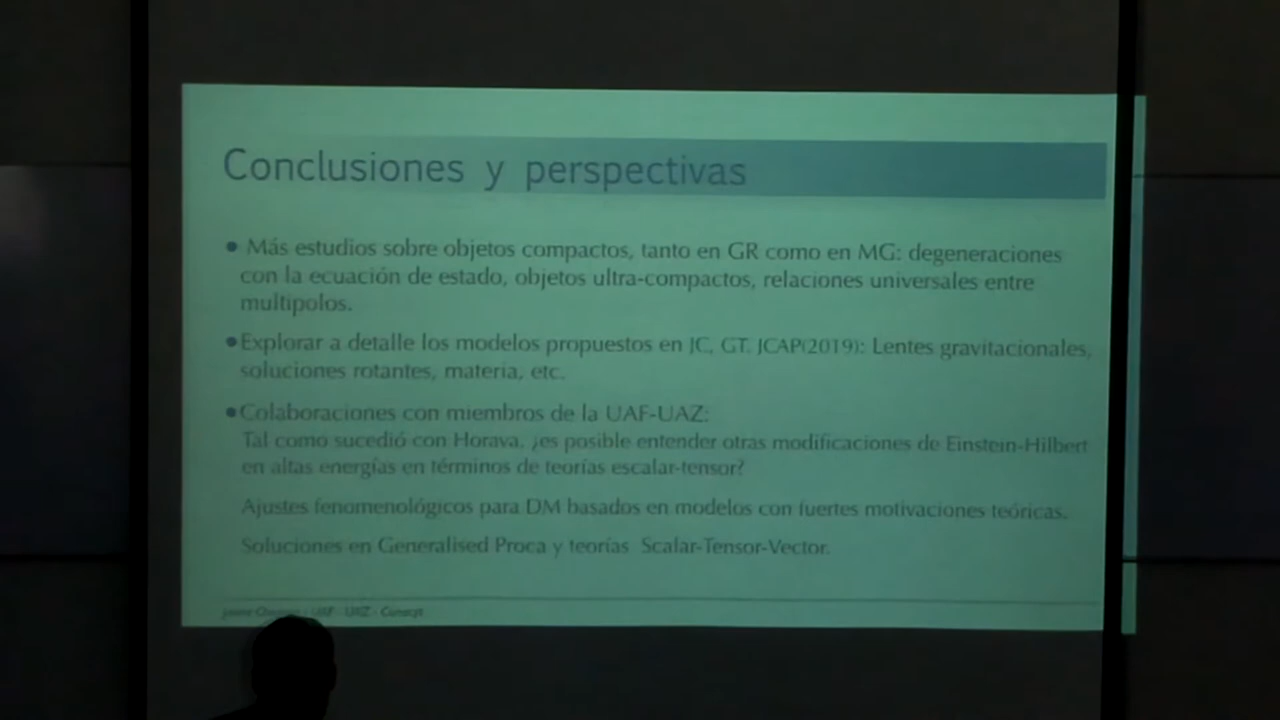 Conclusiones y perspectivas
• Más estudios sobre objetos compactos, tanto en GR como en MG: degeneraciones
con la ecuación de estado, objetos ultra-compactos, relaciones universales entre
multipolos.
• Explorar a detalle los modelos propuestos en JC, GT. JCAP(2019): Lentes gravitacionales,
soluciones rotantes, materia, etc.
• Colaboraciones con miembros de la UAF-UAZ:
Tal como sucedió con Horava, ¿es posible entender otras modificaciones de Einstein-Hilbert
en altas energías en términos de teorías escalar-tensor?
Ajustes fenomenológicos para DM basados en modelos con fuertes motivaciones teóricas.
Soluciones en Generalised Proca y teorías Scalar-Tensor-Vector.
UAF - UAZ - Conacyt